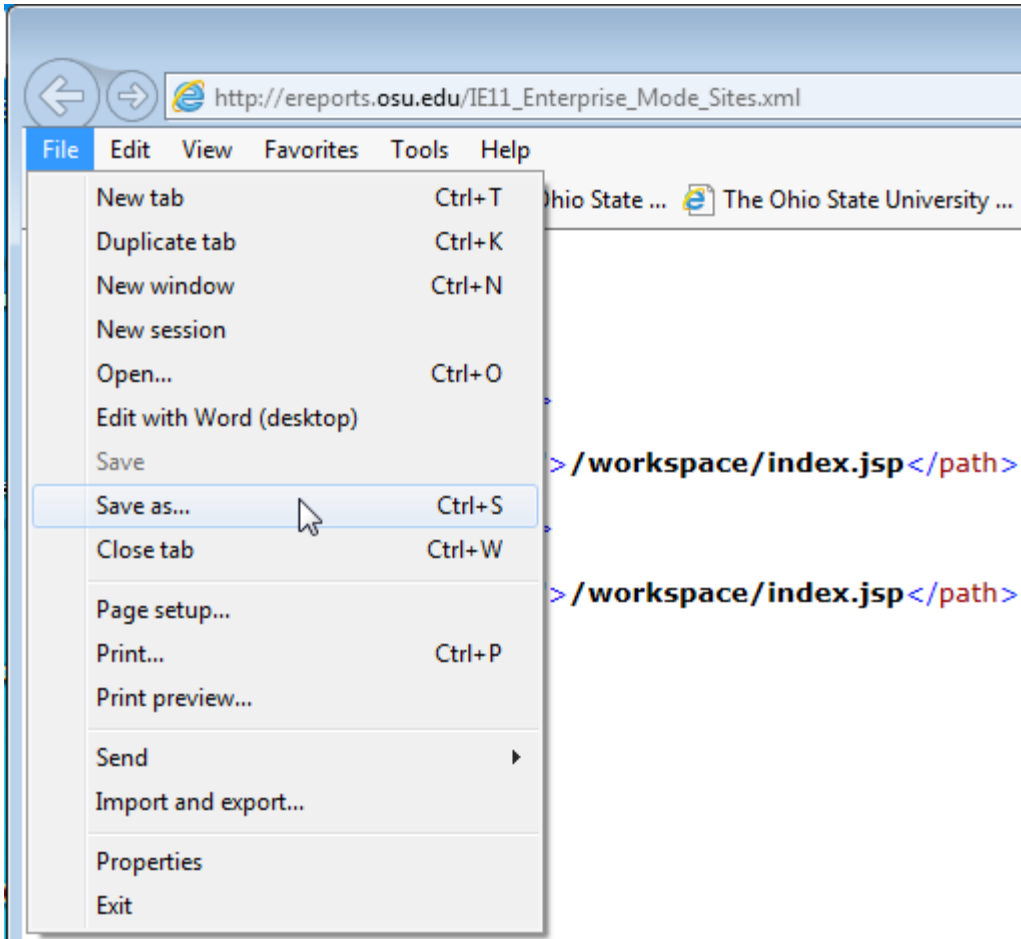 http://ereports.osu.edu/IE11_Enterprise_Mode_Sites.xml
File Edit View Favorites Tools Help
New tab Ctrl+T
State ... The Ohio State University ...
Duplicate tab Ctrl+K
New window Ctrl+N
New session
Open... Ctrl+O
Edit with Word (desktop)
Save
>/workspace/index.jsp</path>
Save as... Ctrl+S
Close tab Ctrl+W
>/workspace/index.jsp</path>
Page setup...
Print... Ctrl+P
Print preview...
Send
Import and export...
Properties
Exit